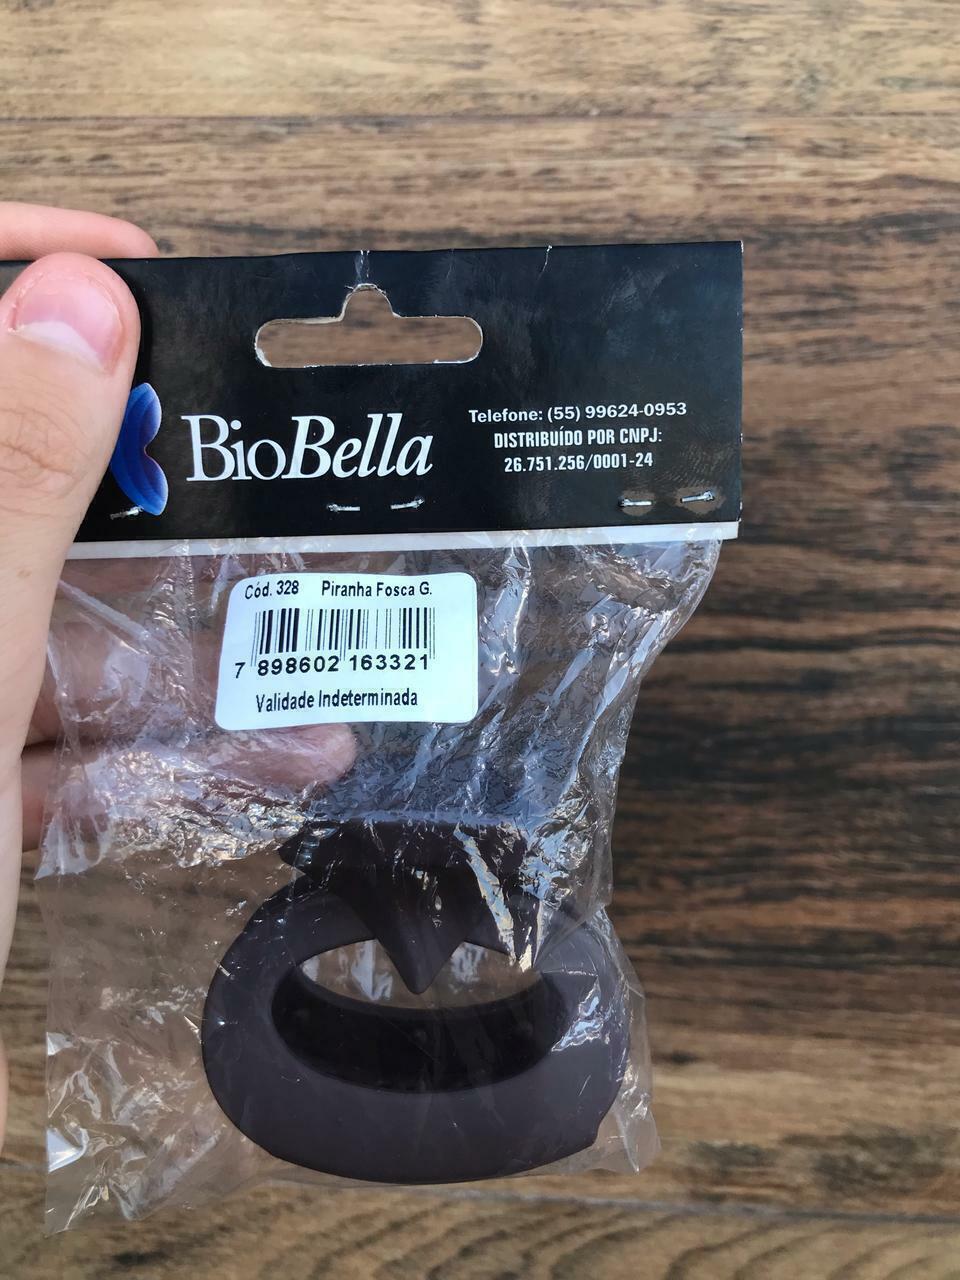 BioBella
Telefone: (55) 99624-0953
DISTRIBUÍDO POR CNPJ:
26.751.256/0001-24
Cód. 328 Piranha Fosca G.
7 898602 163321
Validade Indeterminada